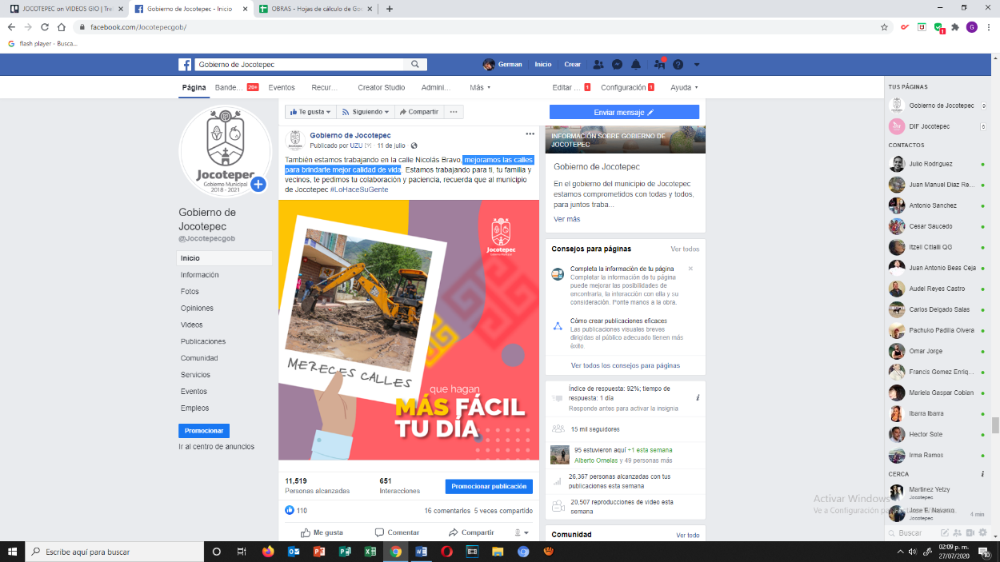 JOCOTEPEC on VIDEOS GIO | Tre
Gobierno de Jocotepec - Inicio
OBRAS - Hojas de cálculo de Goo
facebook.com/Jocotepecgob/
1
G
flash player - Busca...
Gobierno de Jocotepec
German
Inicio
Crear
Página
Bande...
20+
Eventos
Recur...
Creator Studio
Admini...
Más
Editar ...
1
Configuración
1
Ayuda
Jocotepec
Gobierno Municipal
2018 - 2021
Gobierno de
Jocotepec
@Jocotepecgob
Inicio
Información
Fotos
Opiniones
Videos
Publicaciones
Comunidad
Servicios
Eventos
Empleos
Promocionar
Ir al centro de anuncios
Te gusta
Siguiendo
Compartir
Gobierno de Jocotepec
Publicado por UZU [?] · 11 de julio ·
También estamos trabajando en la calle Nicolás Bravo, mejoramos las calles
para brindarte mejor calidad de vida. Estamos trabajando para ti, tu familia y
vecinos, te pedimos tu colaboración y paciencia, recuerda que al municipio
de Jocotepec #LoHaceSuGente
Jocotepec
MERECES CALLES
que hagan
MÁS FÁCIL
TU DÍA
11,519
Personas alcanzadas
651
Interacciones
Promocionar publicación
110
16 comentarios 5 veces compartido
Me gusta
Comentar
Compartir
Enviar mensaje
INFORMACIÓN SOBRE GOBIERNO DE
JOCOTEPEC
Gobierno de Jocotepec
En el gobierno del municipio de Jocotepec
estamos comprometidos con todas y todos,
para juntos traba...
Ver más
Consejos para páginas
Ver todos
Completa la información de tu página
Completar la información de tu página
puede mejorar las posibilidades de
encontrarla, la interacción con ella y su
consideración. Ponte manos a la obra.
Cómo crear publicaciones eficaces
Las publicaciones visuales breves
dirigidas al público adecuado tienen más
éxito.
Ver todos los consejos para páginas
Índice de respuesta: 92%; tiempo de
respuesta: 1 día
Responde antes para activar la insignia
15 mil seguidores
95 estuvieron aquí +1 esta semana
Alberto Ornelas y 49 personas más
26,367 personas alcanzadas con tus
publicaciones esta semana
20,507 reproducciones de video esta
semana
Comunidad
Ver todo
TUS PÁGINAS
Gobierno de Jocotepec
9
DIF Jocotepec
6
CONTACTOS
Julio Rodriguez
Juan Manuel Diaz Re...
Antonio Sanchez
Cesar Saucedo
Itzell Citlalli QG
Juan Antonio Beas Ceja
Audel Reyes Castro
Carlos Delgado Salas
Pachuko Padilla Olvera
Omar Jorge
Francis Gomez Enriq...
Mariela Gaspar Cobian
Ibarra Ibarra
Hector Sote
Irma Ramos
CERCA
Martinez Yetzy
Jocotepec
Jose E. Navarro
Jocotepec
4 min
Activar Windows
Ve a Configuración
Buscar
Escribe aquí para buscar
02:09 p. m.
27/07/2020
10